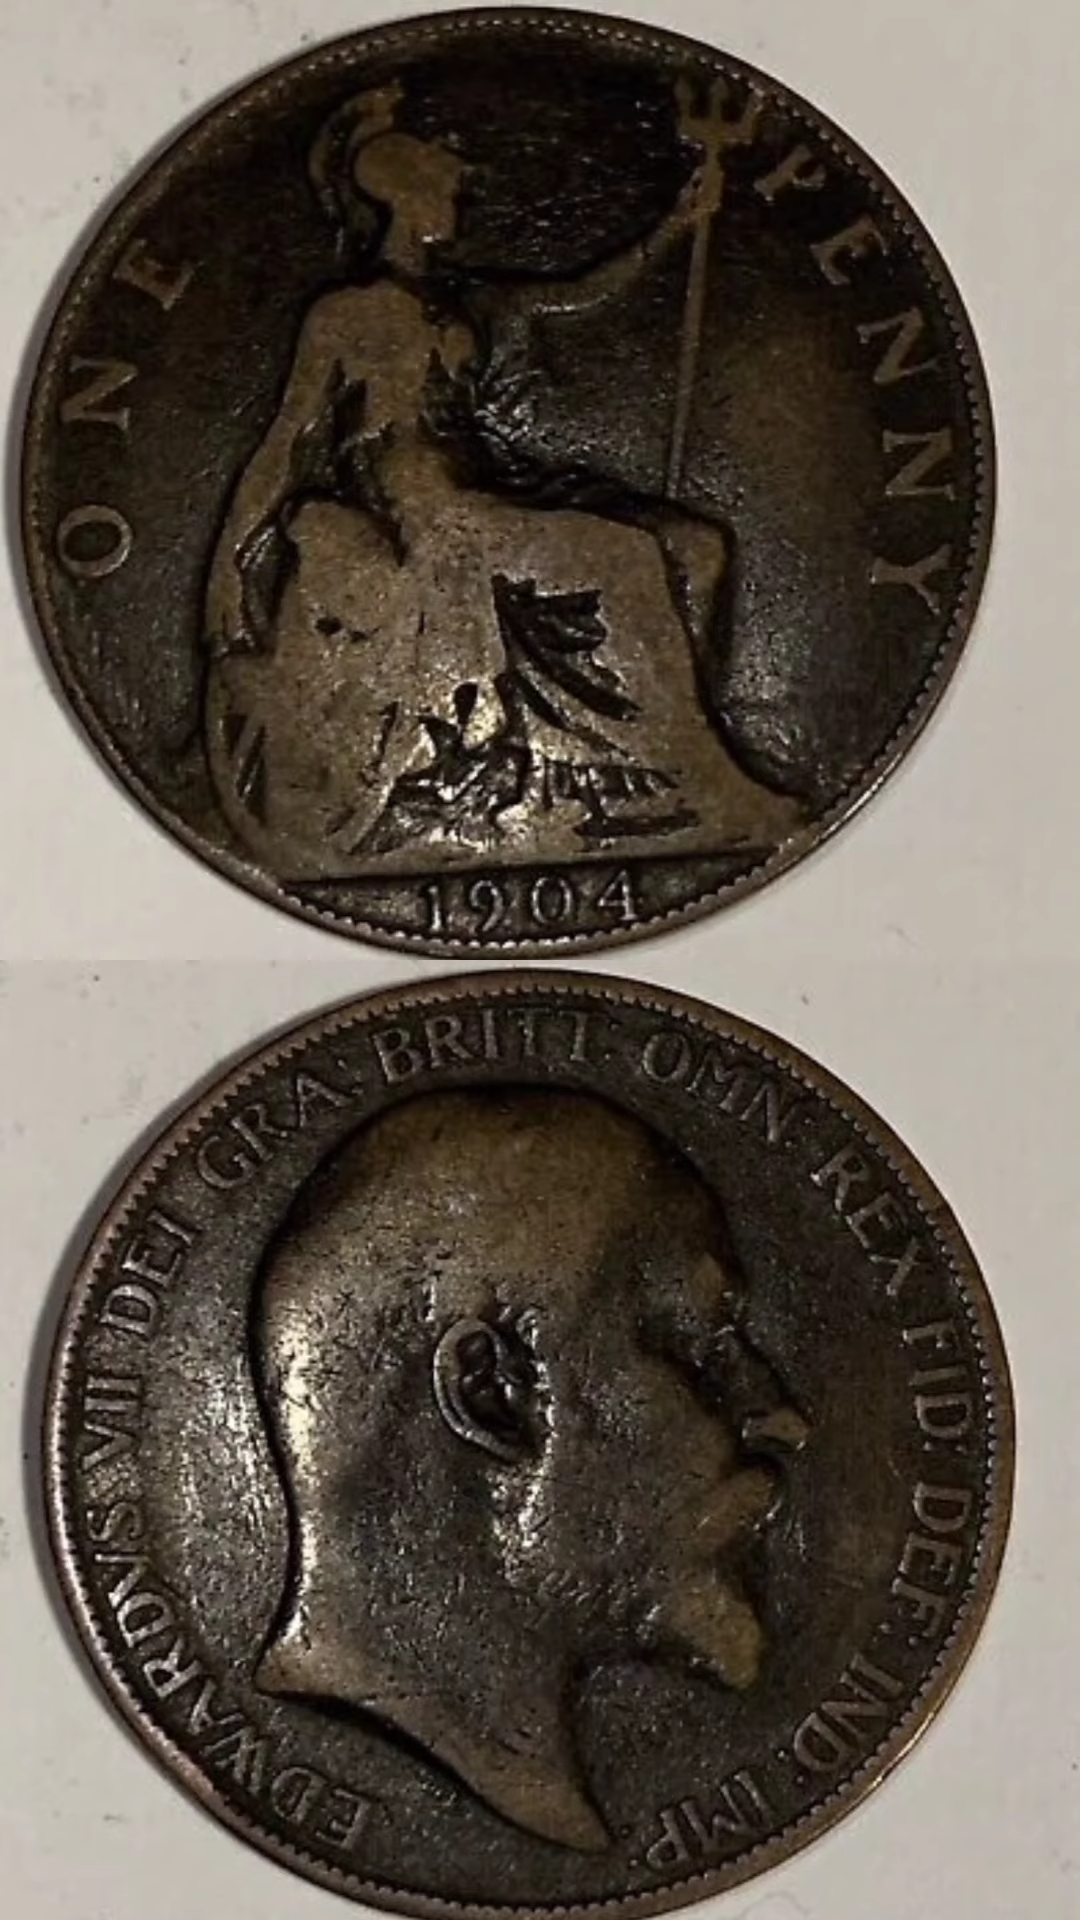 ONE PENNY
1904
EDWARDVS VII DEI GRA: BRITT: OMN: REX FID: DEF: IND: IMP: